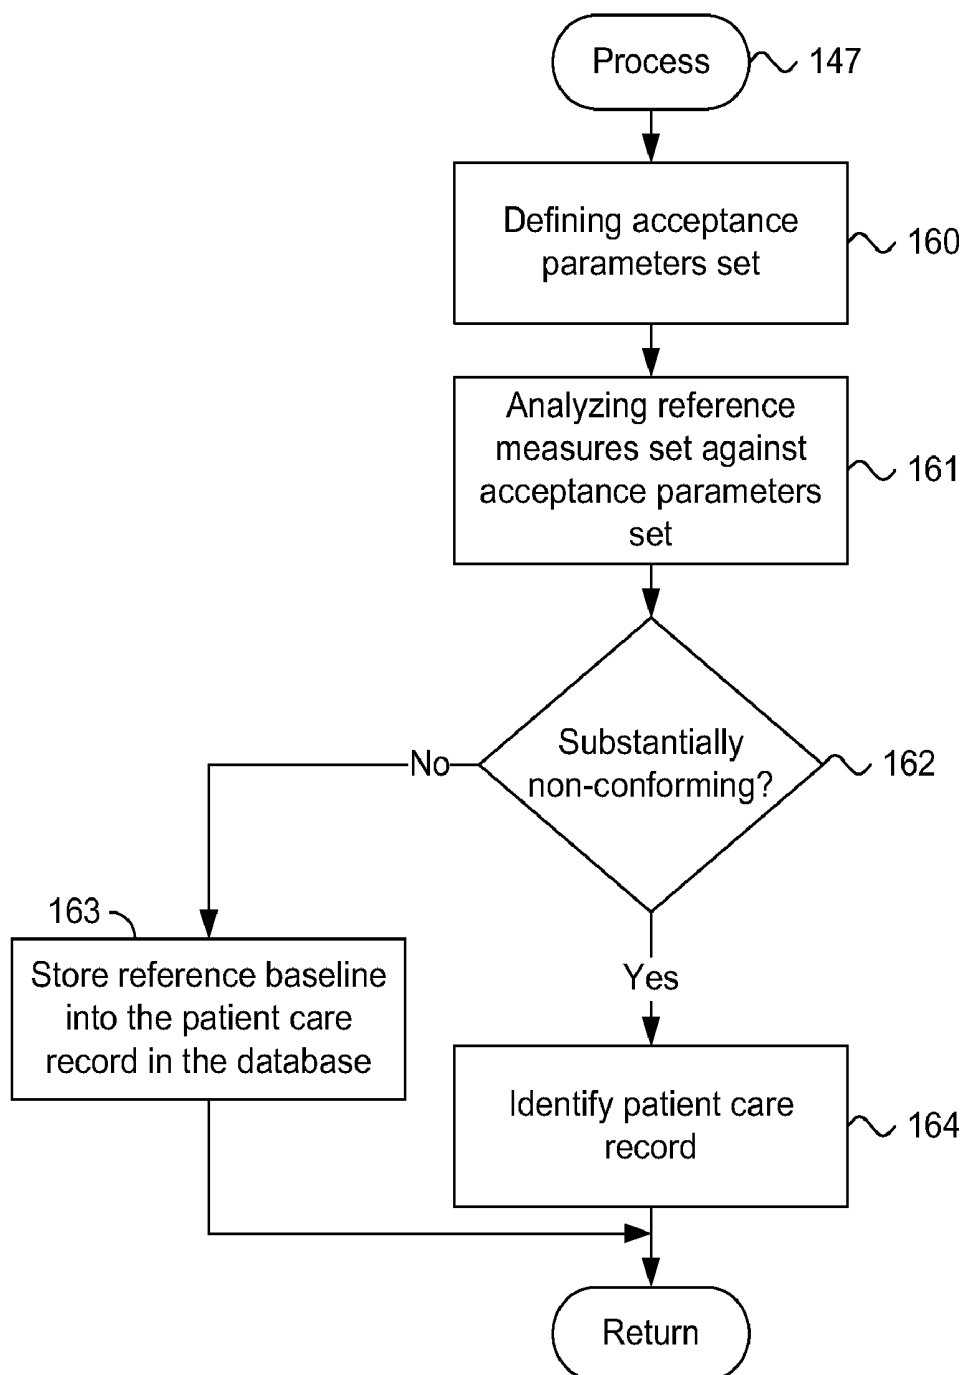 Process
147
Defining acceptance
parameters set
160
Analyzing reference
measures set against
acceptance parameters
set
161
Substantially
non-conforming?
162
No
163
Store reference baseline
into the patient care
record in the database
Yes
Identify patient care
record
164
Return